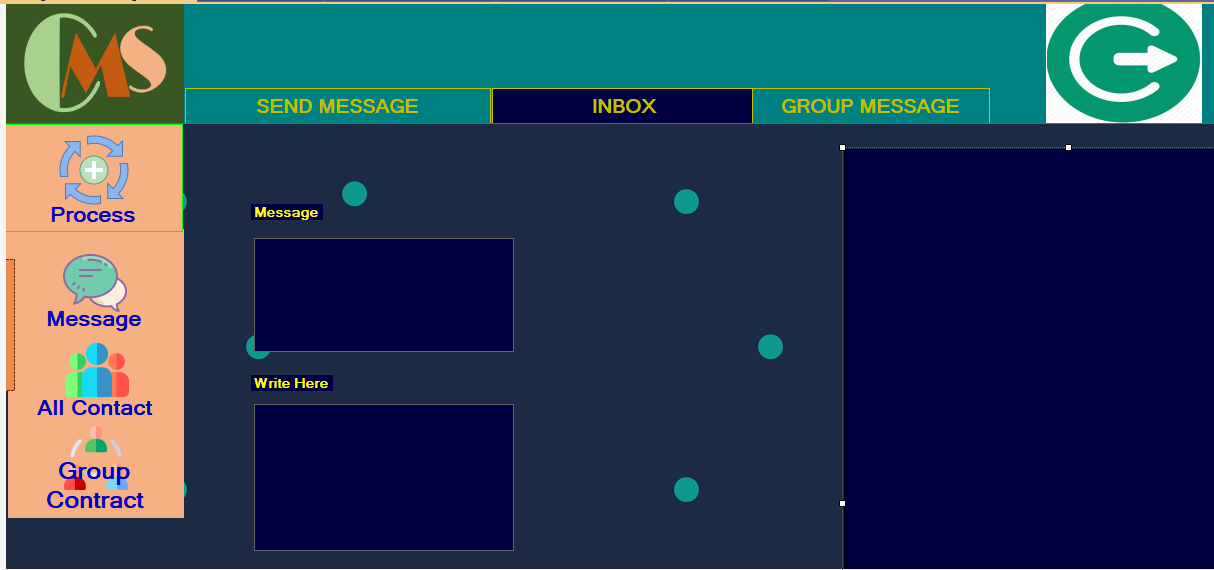 CMS
SEND MESSAGE
INBOX
GROUP MESSAGE
Process
Message
Message
All Contact
Write Here
Group
Contract